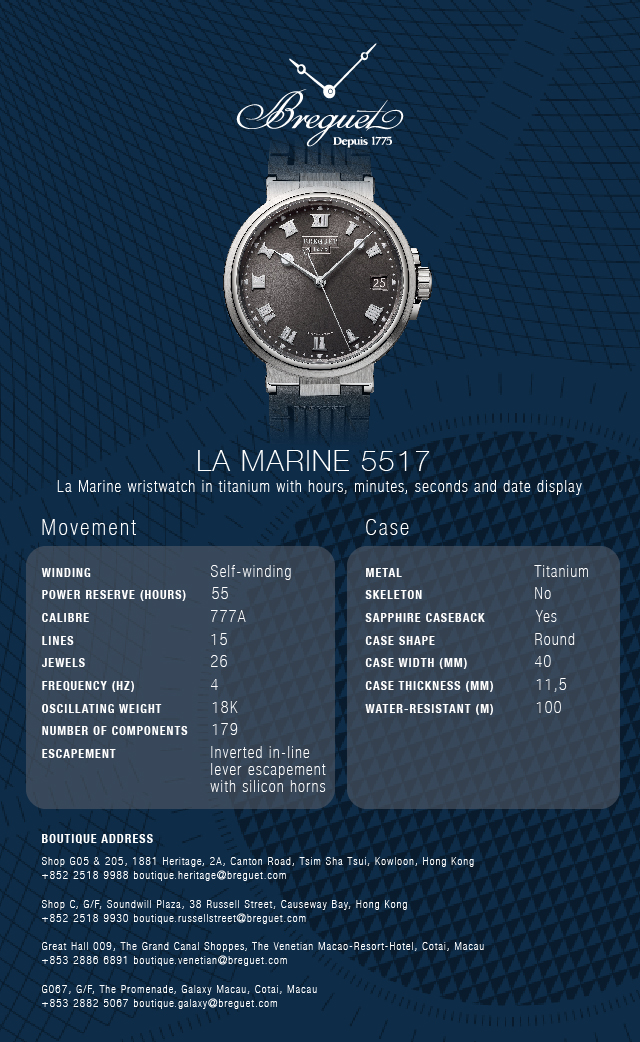 Breguet
Depuis 1775
BREGUET
25
LA MARINE 5517
La Marine wristwatch in titanium with hours, minutes, seconds and date display
Movement
WINDING Self-winding
POWER RESERVE (HOURS) 55
CALIBRE 777A
LINES 15
JEWELS 26
FREQUENCY (HZ) 4
OSCILLATING WEIGHT 18K
NUMBER OF COMPONENTS 179
ESCAPEMENT Inverted in-line
lever escapement
with silicon horns
Case
METAL Titanium
SKELETON No
SAPPHIRE CASEBACK Yes
CASE SHAPE Round
CASE WIDTH (MM) 40
CASE THICKNESS (MM) 11,5
WATER-RESISTANT (M) 100
BOUTIQUE ADDRESS
Shop G05 & 205, 1881 Heritage, 2A, Canton Road, Tsim Sha Tsui, Kowloon, Hong Kong
+852 2518 9988 boutique.heritage@breguet.com
Shop C, G/F, Soundwill Plaza, 38 Russell Street, Causeway Bay, Hong Kong
+852 2518 9930 boutique.russellstreet@breguet.com
Great Hall 009, The Grand Canal Shoppes, The Venetian Macao-Resort-Hotel, Cotai, Macau
+853 2886 6891 boutique.venetian@breguet.com
G067, G/F, The Promenade, Galaxy Macau, Cotai, Macau
+853 2882 5067 boutique.galaxy@breguet.com